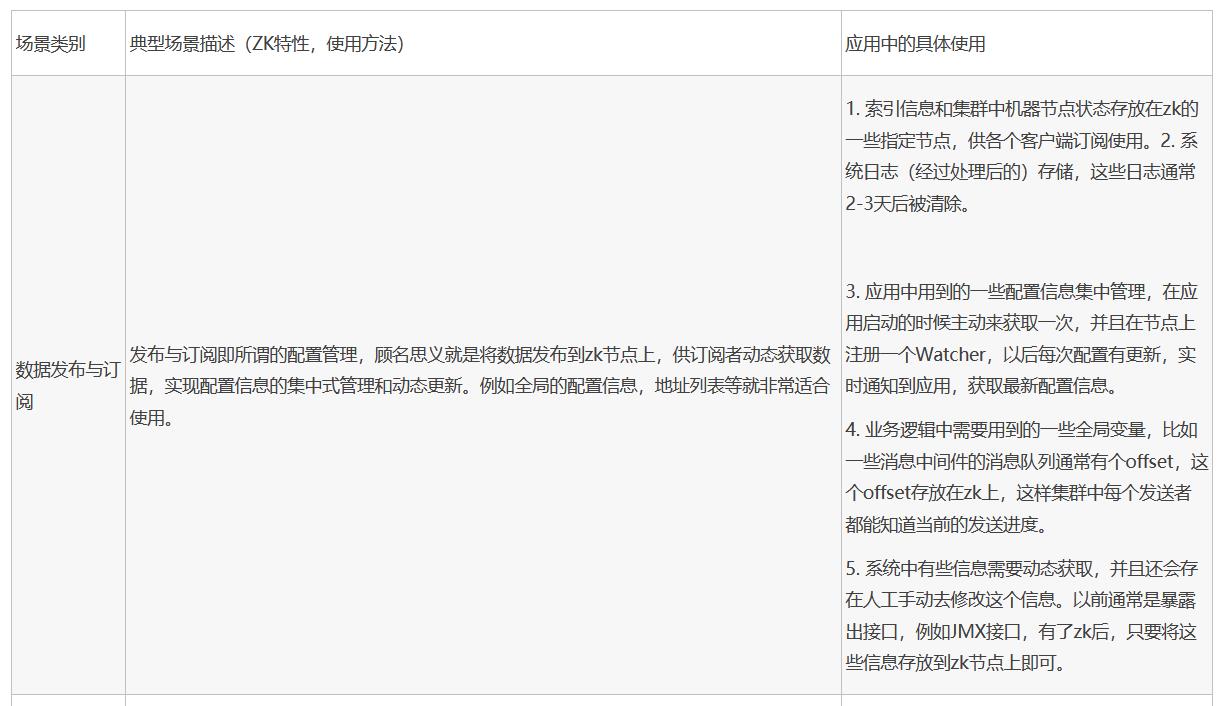 场景类别
典型场景描述（ZK特性，使用方法）
应用中的具体使用
数据发布与订
阅
发布与订阅即所谓的配置管理，顾名思义就是将数据发布到zk节点上，供订阅者动态获取数
据，实现配置信息的集中式管理和动态更新。例如全局的配置信息，地址列表等就非常适合
使用。
1. 索引信息和集群中机器节点状态存放在zk的
一些指定节点，供各个客户端订阅使用。2. 系
统日志（经过处理后的）存储，这些日志通常
2-3天后被清除。
3. 应用中用到的一些配置信息集中管理，在应
用启动的时候主动来获取一次，并且在节点上
注册一个Watcher，以后每次配置有更新，实
时通知到应用，获取最新配置信息。
4. 业务逻辑中需要用到的一些全局变量，比如
一些消息中间件的消息队列通常有个offset，这
个offset存放在zk上，这样集群中每个发送者
都能知道当前的发送进度。
5. 系统中有些信息需要动态获取，并且还会存
在人工手动去修改这个信息。以前通常是暴露
出接口，例如JMX接口，有了zk后，只要将这
些信息存放到zk节点上即可。